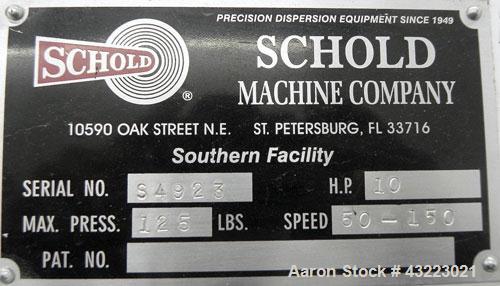 PRECISION DISPERSION EQUIPMENT SINCE 1949
SCHOLD
SCHOLD
MACHINE COMPANY
®
10590 OAK STREET N.E. ST. PETERSBURG, FL 33716
Southern Facility
SERIAL NO. S4923 H.P. 10
MAX. PRESS. 125 LBS. SPEED 50-150
PAT. NO.
Aaron Stock # 43223021